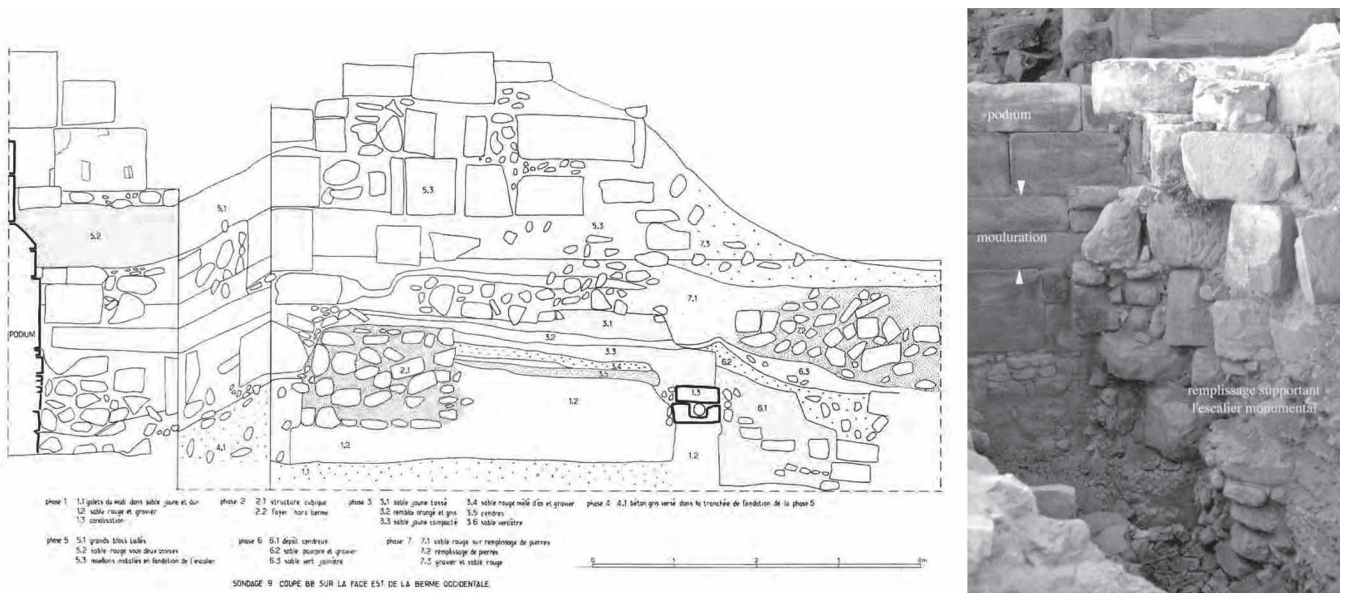 5.1
5.2
5.3
5.3
7.3
7.1
3.1
3.2
3.3
3.4
3.5
7.2
6.2
6.3
PODIUM
2.1
1.2
1.3
6.1
4.1
1.2
1.2
1.1
phase 1 1.1 galets du wadi dans sable jaune et dur
1.2 sable rouge et gravier
1.3 canalisation
phase 2 2.1 structure cubique
2.2 foyer hors berme
phase 3 3.1 sable jaune tassé
3.2 remblai orangé et gris
3.3 sable jaune compacté
3.4 sable rouge mêlé d'os et gravier
3.5 cendres
3.6 sable verdâtre
phase 4 4.1 béton gris versé dans la tranchée de fondation de la phase 5
phase 5 5.1 grands blocs taillés
5.2 sable rouge sous deux assises
5.3 moellons installés en fondation de l'escalier
phase 6 6.1 dépôt cendreux
6.2 sable pourpre et gravier
6.3 sable vert jaunâtre
phase 7 7.1 sable rouge sur remplissage de pierres
7.2 remplissage de pierres
7.3 gravier et sable rouge
0 1 2 4m
SONDAGE 9 COUPE BB SUR LA FACE EST DE LA BERME OCCIDENTALE.
podium
mouluration
remplissage supportant
l'escalier monumental